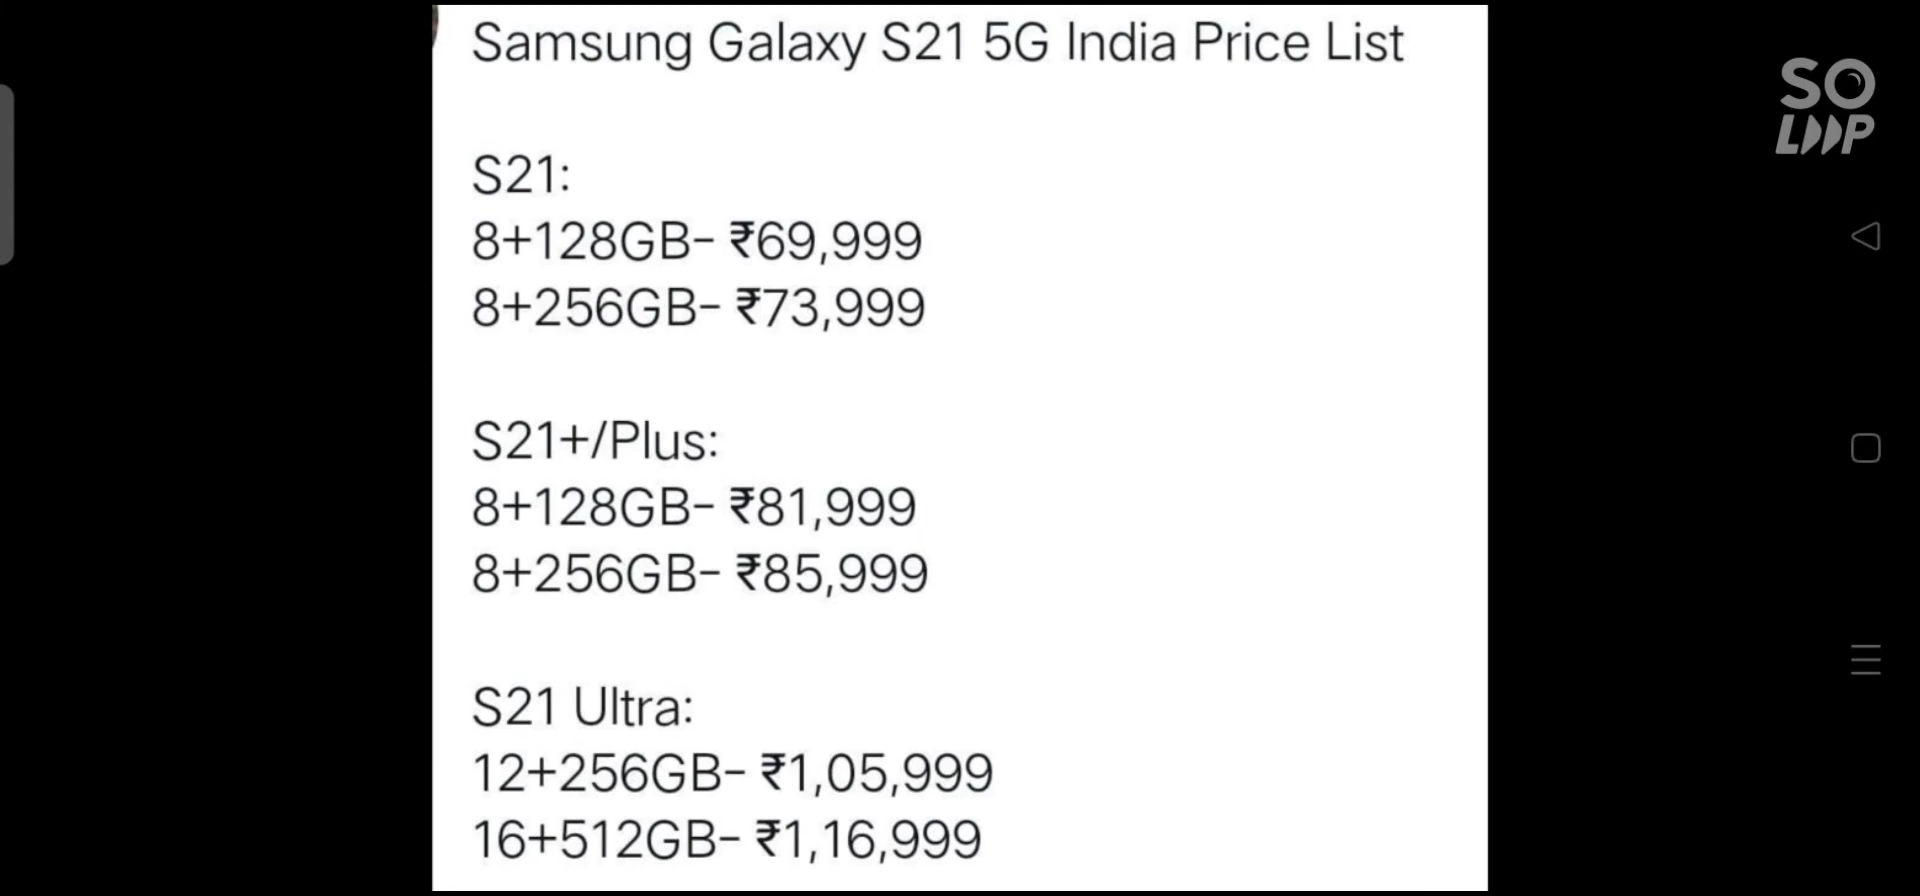 Samsung Galaxy S21 5G India Price List
S21:
8+128GB- ₹69,999
8+256GB- ₹73,999
S21+/Plus:
8+128GB- ₹81,999
8+256GB- ₹85,999
S21 Ultra:
12+256GB- ₹1,05,999
16+512GB- ₹1,16,999
SO
LOOP